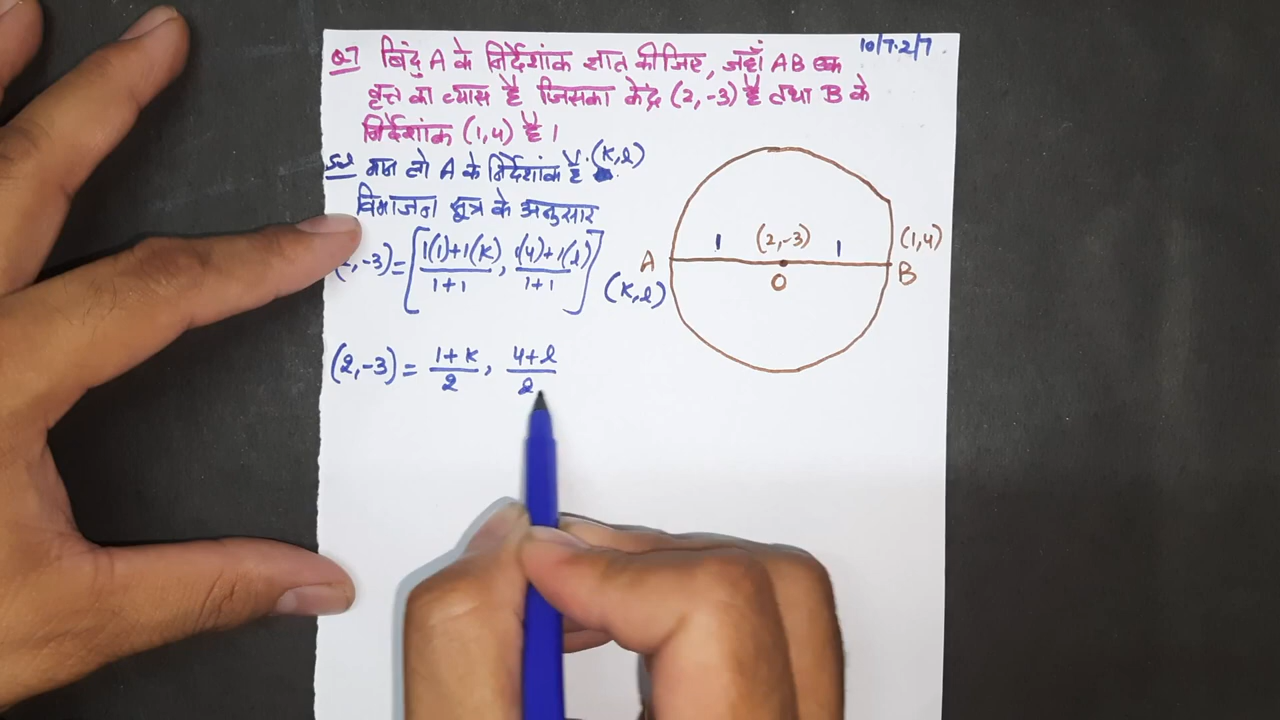 10/7.2/7
Q7 बिंदु A के निर्देशांक ज्ञात कीजिए, जहाँ AB एक
वृत्त का व्यास है जिसका केंद्र (2,-3) है तथा B के
निर्देशांक (1,4) है।
Sol मान लो A के निर्देशांक है (k,l)
विभाजन सूत्र के अनुसार
,-3) = [1(1)+1(k)/1+1, 1(4)+1(l)/1+1]
(2,-3) = 1+k/2, 4+l/2
1 (2,-3) 1 (1,4)
A O B
(k,l)